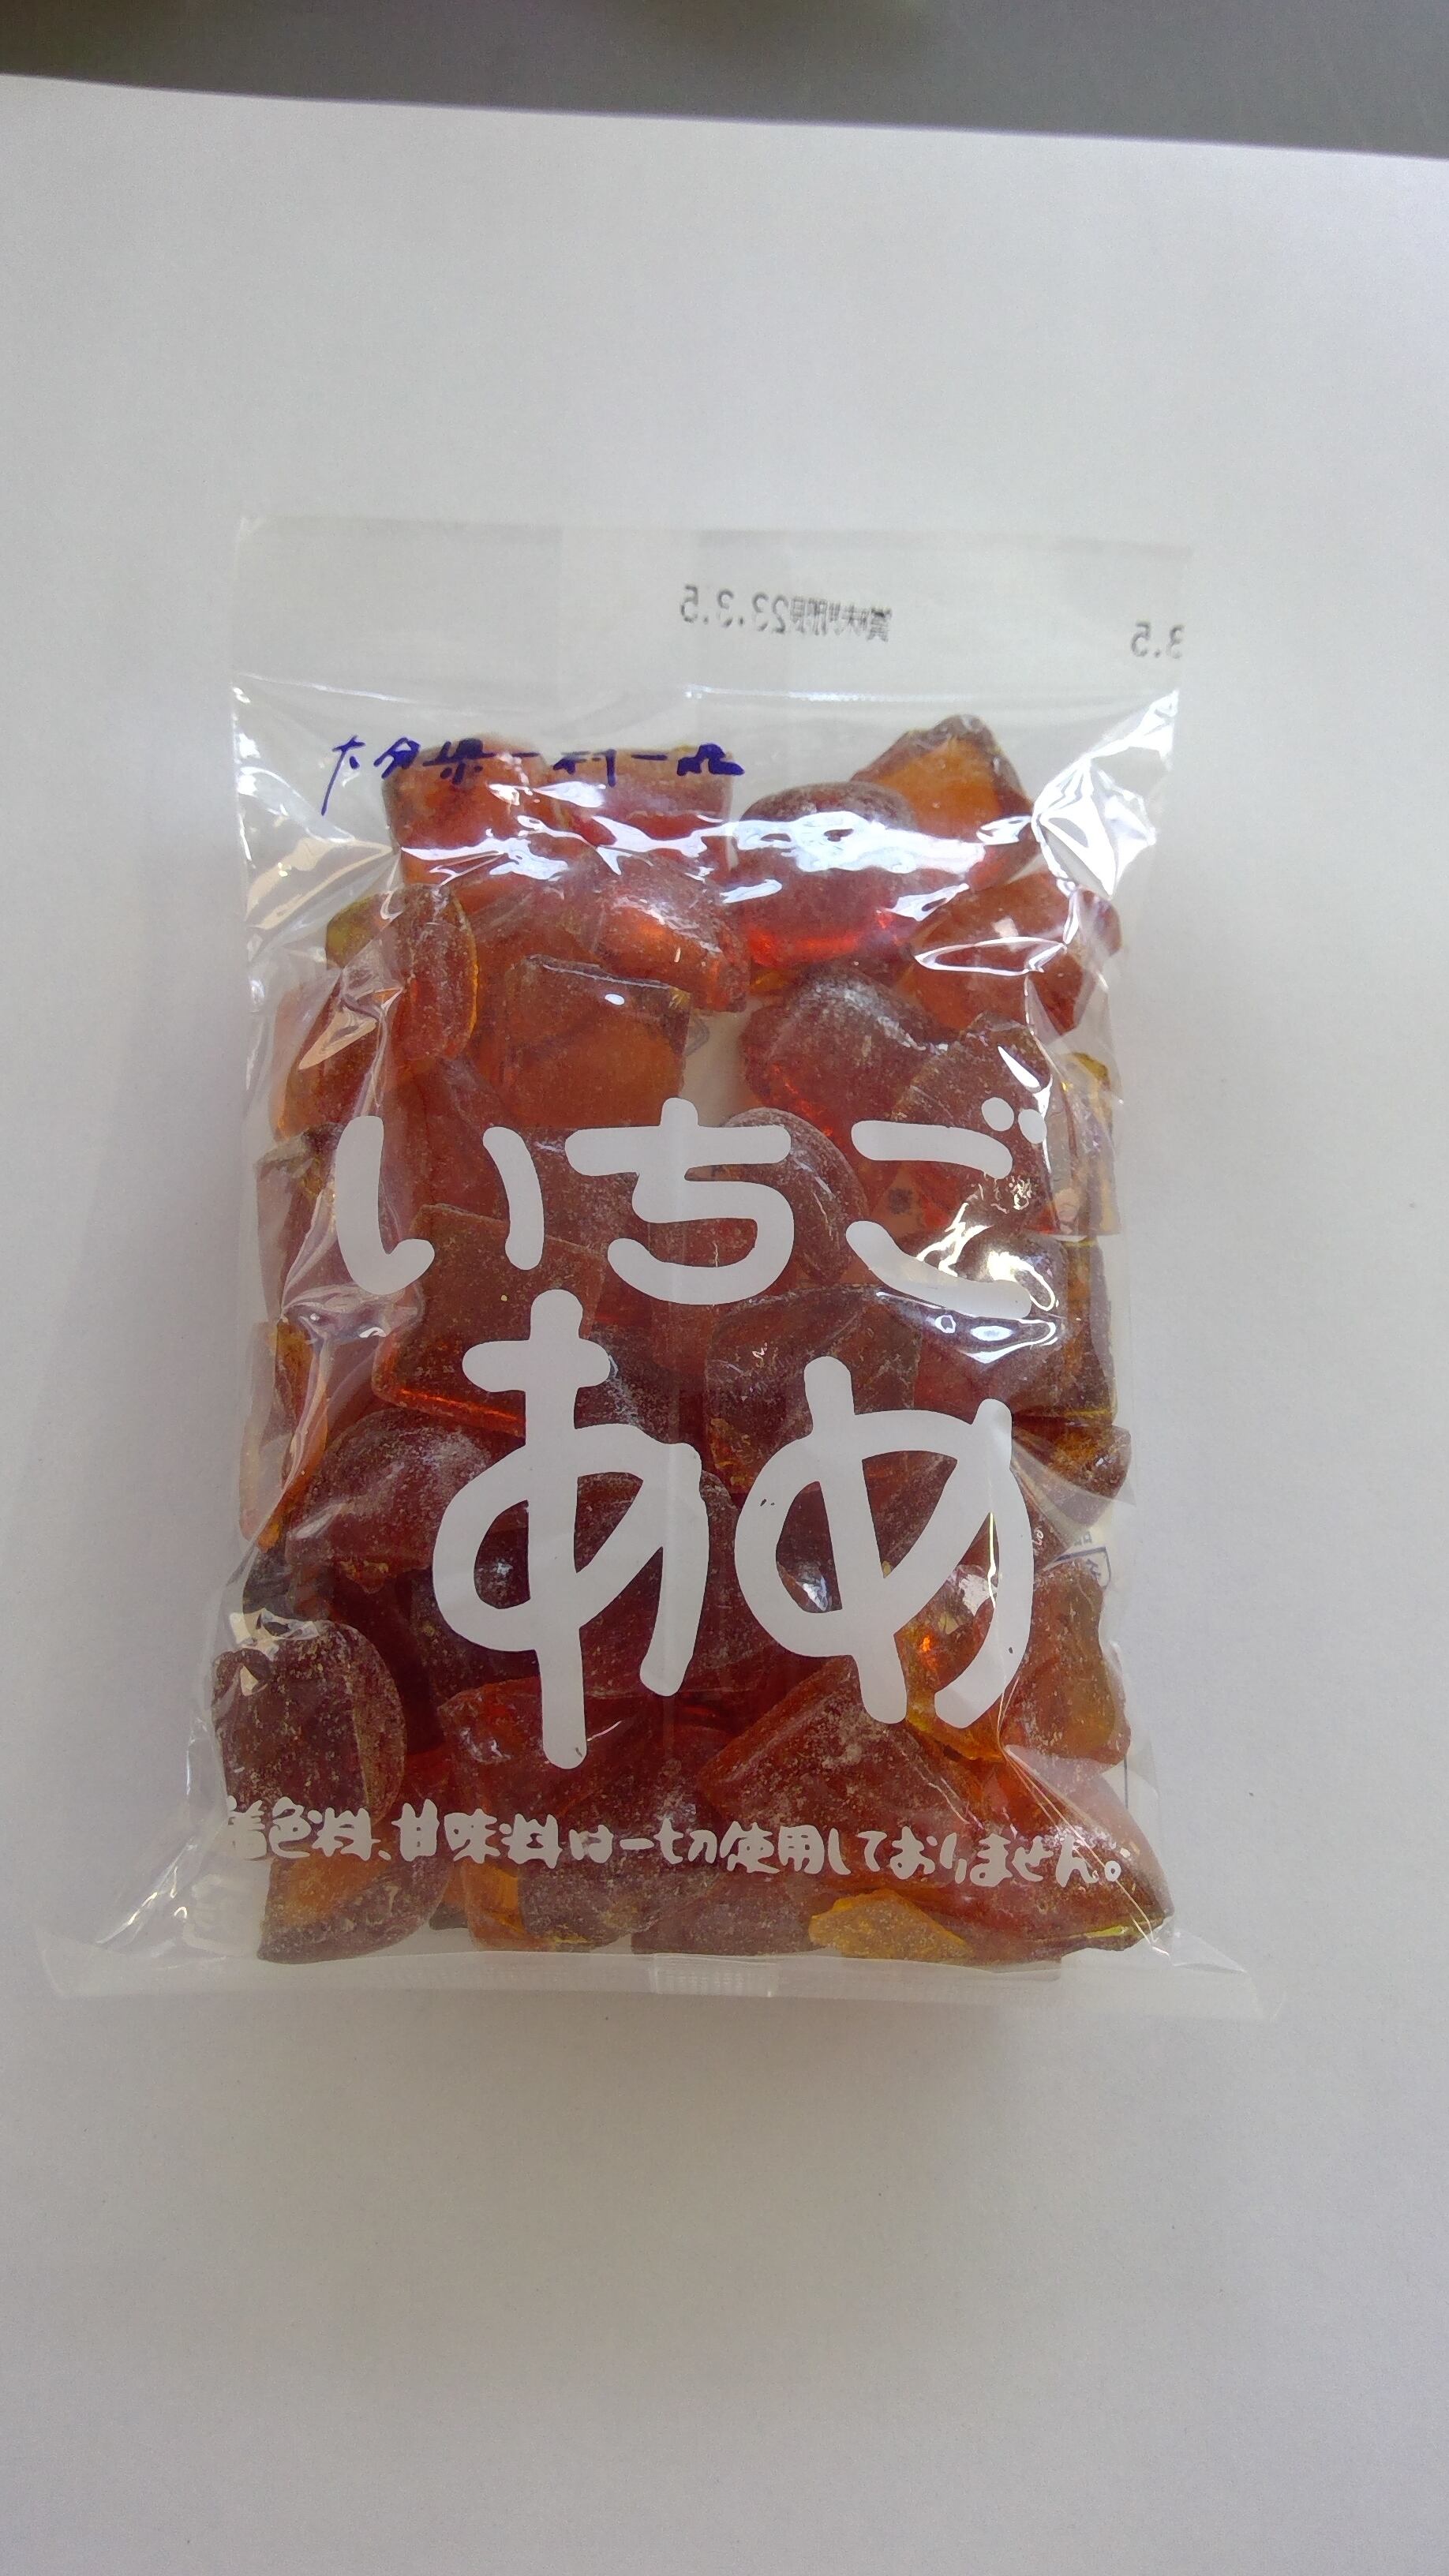 賞味期限23.3.5
3.5
大分県一村一品
いちご
あめ
着色料、甘味料は一切使用しておりません。